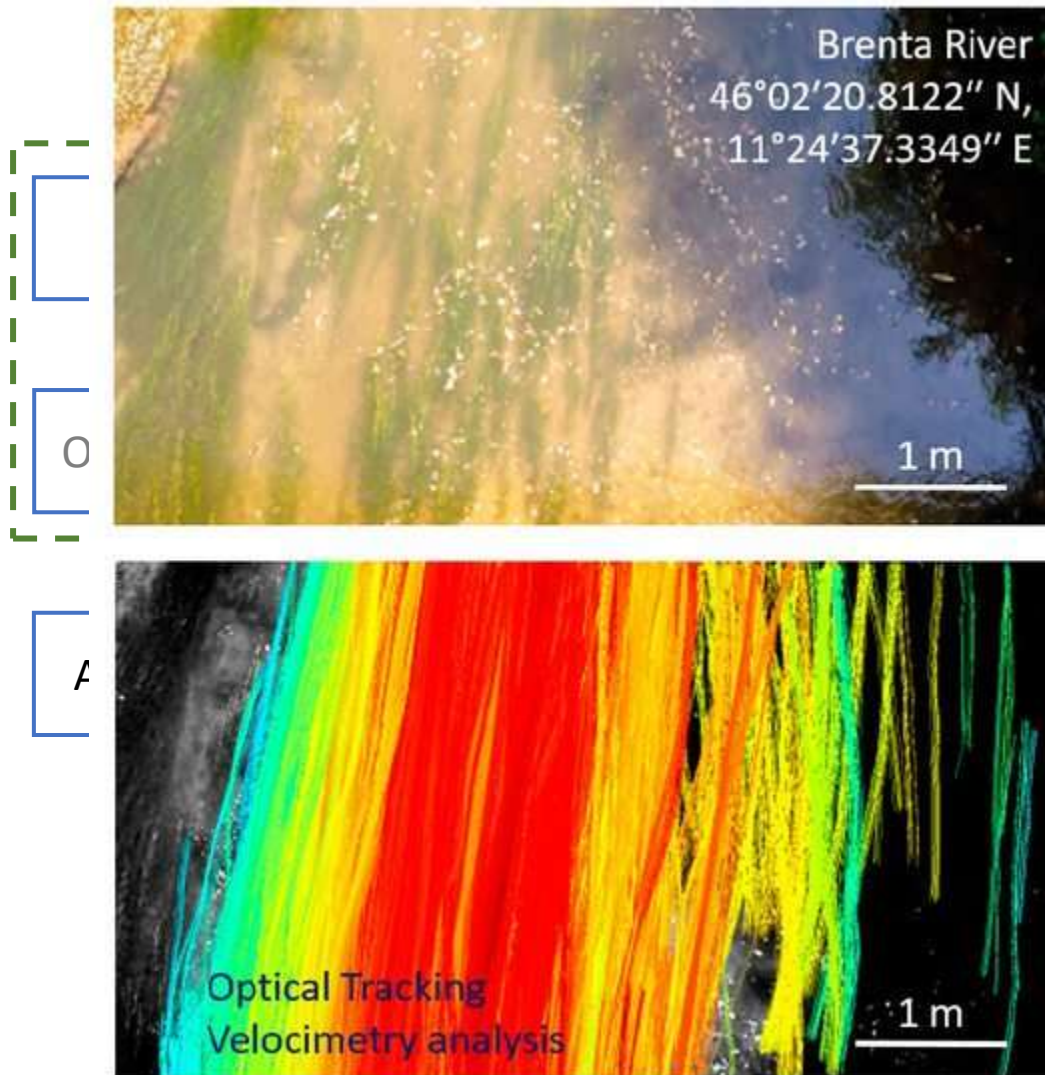 Brenta River
46°02′20.8122″ N,
11°24′37.3349″ E
1 m
Optical Tracking
Velocimetry analysis
1 m